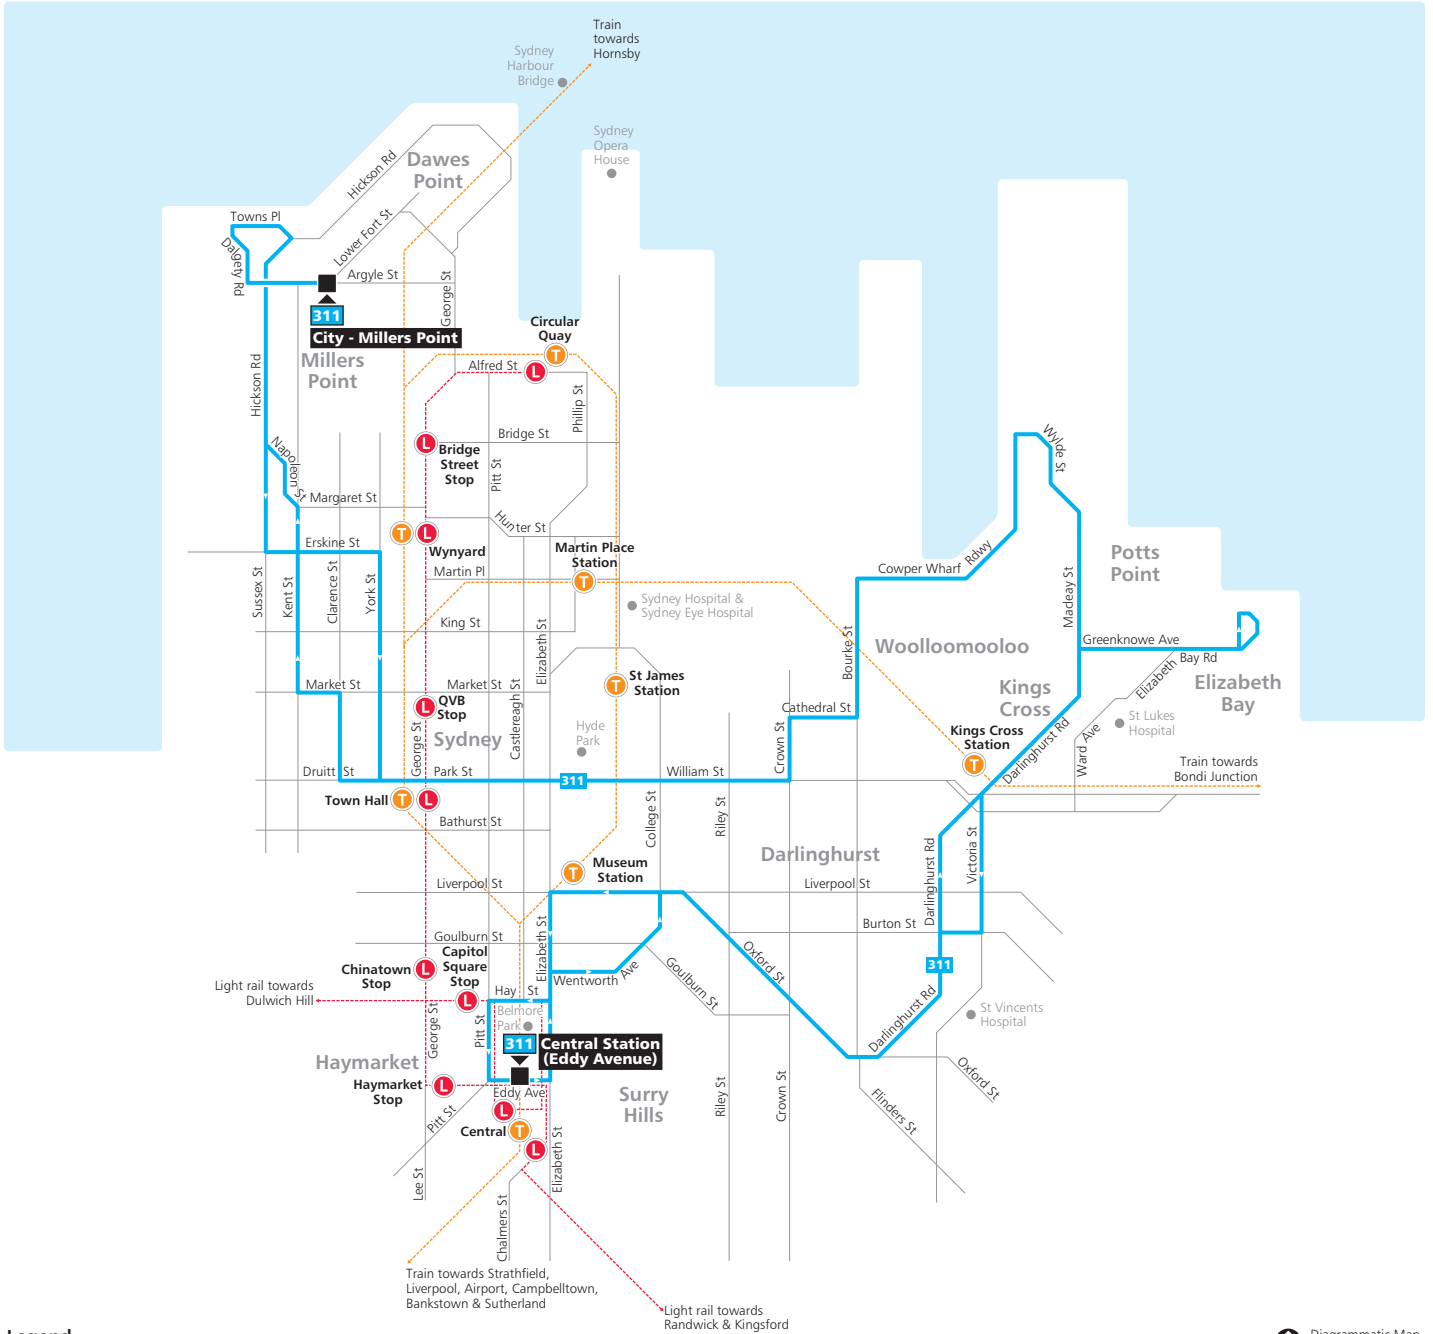 Train
towards
Hornsby
Sydney
Harbour
Bridge
Sydney
Opera
House
Dawes
Point
Hickson Rd
Lower Fort St
Towns Pl
Dalgety Rd
Argyle St
George St
311
City - Millers Point
Millers
Point
Hickson Rd
Circular
Quay
T
Alfred St
L
Phillip St
Bridge St
L
Bridge
Street
Stop
Pitt St
Napoleon St
Margaret St
Hunter St
T
L
Wynyard
Erskine St
Martin Place
Station
T
Martin Pl
Sussex St
Kent St
Clarence St
York St
Sydney Hospital &
Sydney Eye Hospital
King St
Elizabeth St
Castlereagh St
Market St
Market St
L
QVB
Stop
T
St James
Station
George St
Sydney
Hyde
Park
Druitt St
Park St
311
William St
Town Hall
T
L
Bathurst St
College St
Riley St
Crown St
Cathedral St
Bourke St
Cowper Wharf Rdwy
Woolloomooloo
Wylde St
Macleay St
Potts
Point
Greenknowe Ave
Elizabeth Bay Rd
Elizabeth
Bay
Kings
Cross
Kings Cross
Station
T
Darlinghurst Rd
Ward Ave
St Lukes
Hospital
Train towards
Bondi Junction
Darlinghurst
Museum
Station
T
Liverpool St
Liverpool St
Darlinghurst Rd
Victoria St
Burton St
311
Goulburn St
Elizabeth St
Capitol
Square
Stop
L
Chinatown
Stop
L
Wentworth Ave
Goulburn St
Oxford St
Light rail towards
Dulwich Hill
Hay St
Belmore
Park
Pitt St
George St
311
Central Station
(Eddy Avenue)
Darlinghurst Rd
St Vincents
Hospital
Haymarket
Haymarket
Stop
L
Eddy Ave
L
Central
T
L
Pitt St
Lee St
Surry
Hills
Riley St
Crown St
Flinders St
Oxford St
Elizabeth St
Chalmers St
Train towards Strathfield,
Liverpool, Airport, Campbelltown,
Bankstown & Sutherland
Light rail towards
Randwick & Kingsford
Legend
Diagrammatic Map